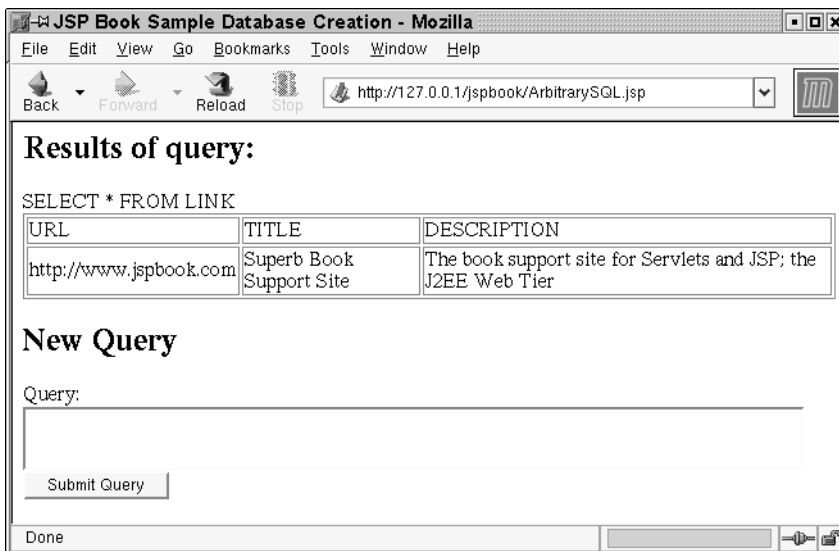 JSP Book Sample Database Creation - Mozilla
File Edit View Go Bookmarks Tools Window Help
Back Forward Reload Stop http://127.0.0.1/jspbook/ArbitrarySQL.jsp
Results of query:
SELECT * FROM LINK
URL TITLE DESCRIPTION
http://www.jspbook.com Superb Book Support Site The book support site for Servlets and JSP; the J2EE Web Tier
New Query
Query:
Submit Query
Done